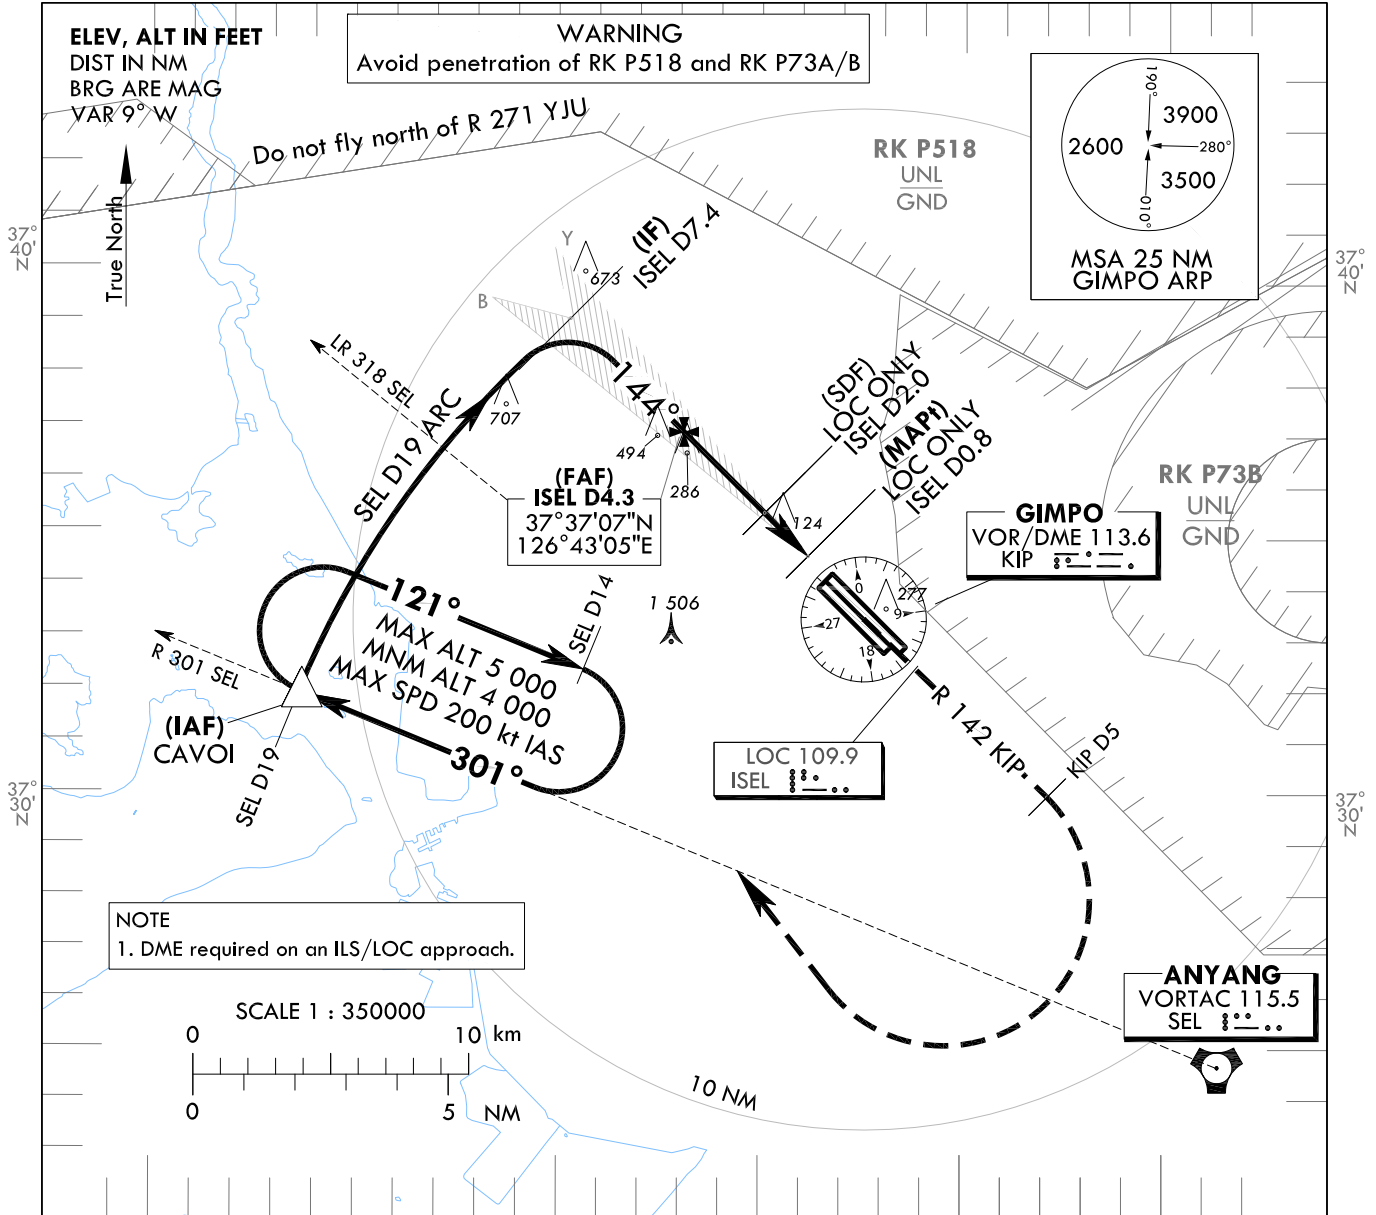 ELEV, ALT IN FEET
DIST IN NM
BRG ARE MAG
VAR 9° W
True North
WARNING
Avoid penetration of RK P518 and RK P73A/B
Do not fly north of R 271 YJU
RK P518
UNL
GND
190°
3900
2600
280°
3500
010°
MSA 25 NM
GIMPO ARP
37°
40'
N
37°
40'
N
Y
B
673
(IF)
ISEL D7.4
LR 318 SEL
SEL D19 ARC
707
144°
494
286
(FAF)
ISEL D4.3
37°37'07"N
126°43'05"E
(SDF)
LOC ONLY
ISEL D2.0
(MAPt)
LOC ONLY
ISEL D0.8
124
RK P73B
UNL
GND
GIMPO
VOR/DME 113.6
KIP
277
0
9
27
18
1 506
121°
MAX ALT 5 000
MNM ALT 4 000
MAX SPD 200 kt IAS
301°
SEL D14
R 301 SEL
(IAF)
CAVOI
SEL D19
LOC 109.9
ISEL
R 142 KIP
KIP D5
37°
30'
N
37°
30'
N
NOTE
1. DME required on an ILS/LOC approach.
SCALE 1 : 350000
0 10 km
0 5 NM
10 NM
ANYANG
VORTAC 115.5
SEL